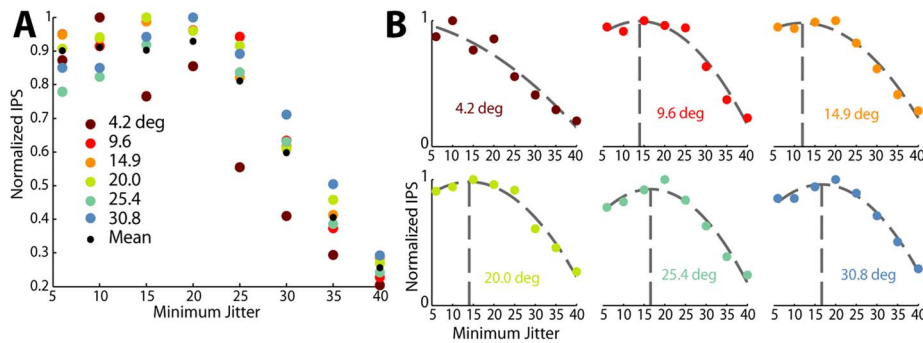 A
B
Normalized IPS
1
0.9
0.8
0.7
0.6
0.5
0.4
0.3
0.2
4.2 deg
9.6
14.9
20.0
25.4
30.8
Mean
5 10 15 20 25 30 35 40
Minimum Jitter
1
Normalized IPS
1
4.2 deg
5 10 15 20 25 30 35 40
9.6 deg
5 10 15 20 25 30 35 40
14.9 deg
5 10 15 20 25 30 35 40
1
0
20.0 deg
5 10 15 20 25 30 35 40
25.4 deg
5 10 15 20 25 30 35 40
30.8 deg
5 10 15 20 25 30 35 40
Normalized IPS
Minimum Jitter